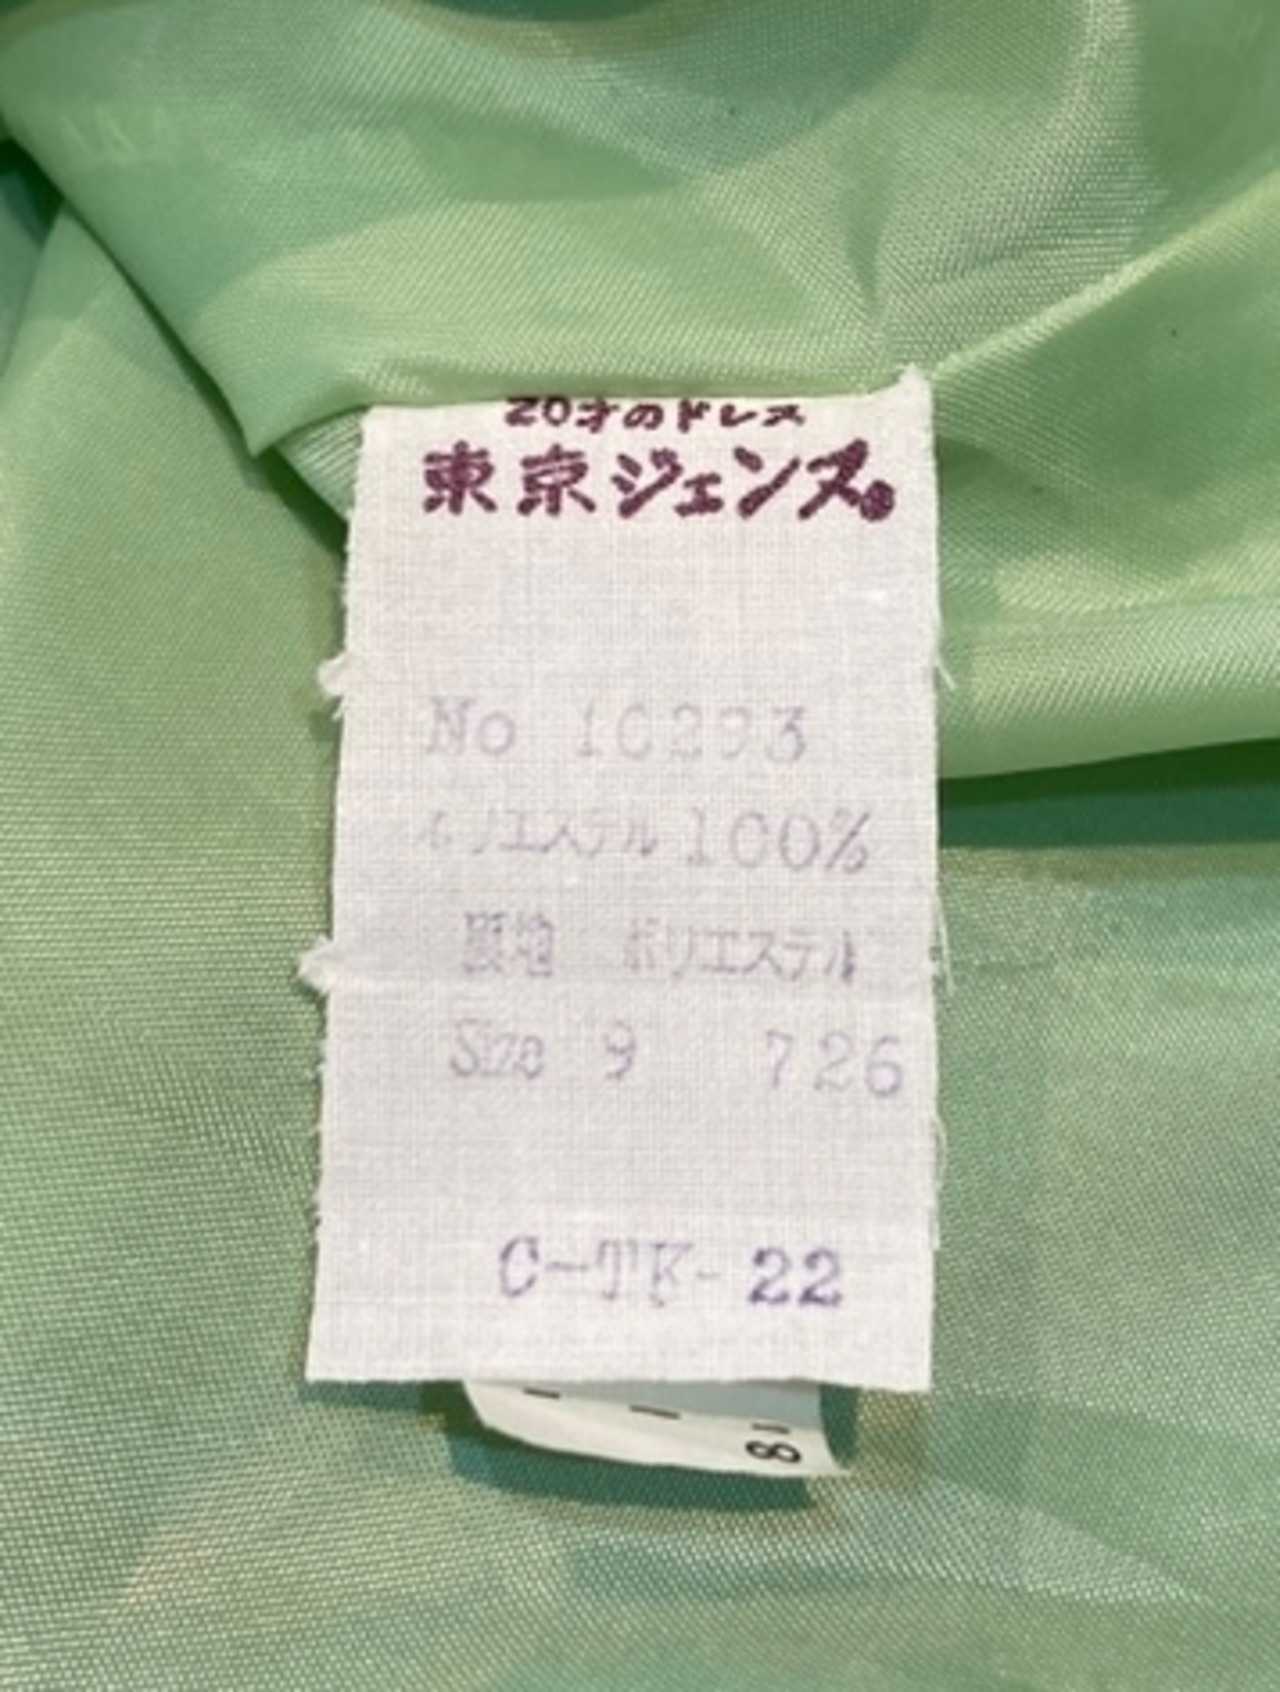 20才のドレス
東京ジェンヌ®
No 10293
ポリエステル 100%
裏地 ポリエステル
Size 9 726
C-TK-22
8